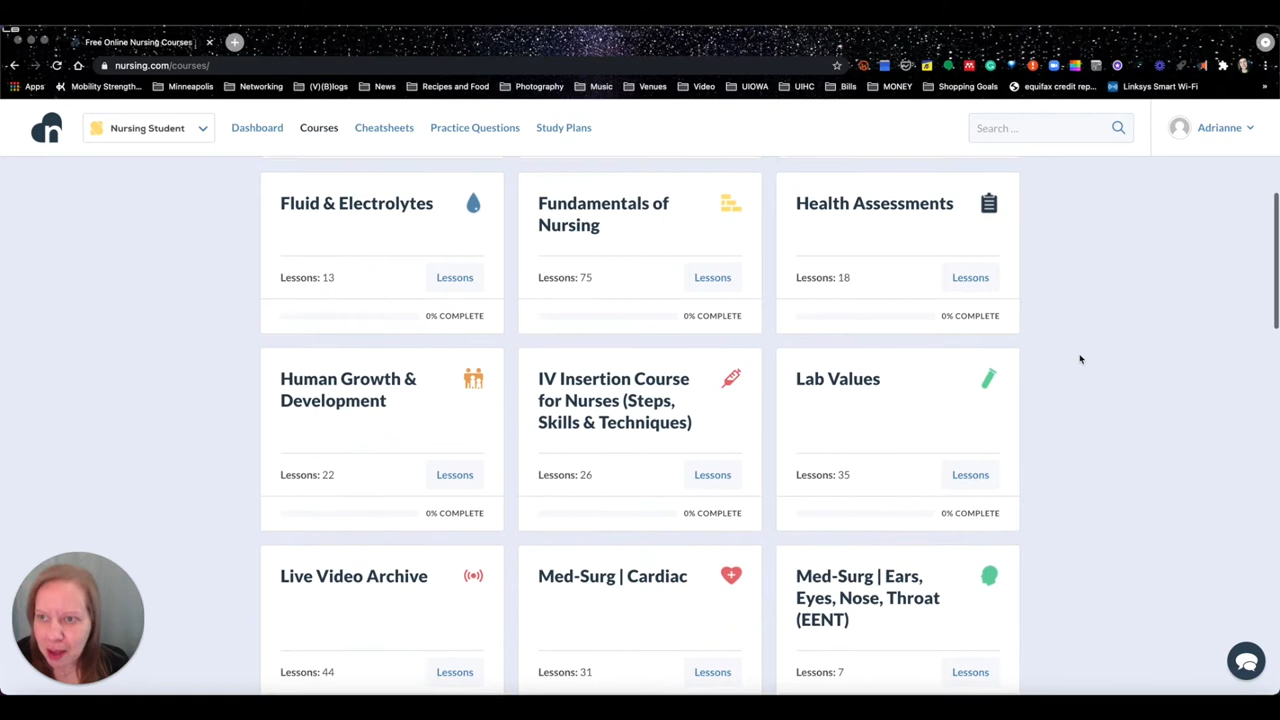 Free Online Nursing Courses |
nursing.com/courses/
Apps Mobility Streng... Minneapolis Networking (V)(B)logs News Recipes and Food Photography Music Venues Video UIOWA UIHC Bills MONEY Shopping Goals equifax credit rep... Linksys Smart Wi-Fi »
n Nursing Student Dashboard Courses Cheatsheets Practice Questions Study Plans Search ... Adrianne
Fluid & Electrolytes
Lessons: 13 Lessons
0% COMPLETE
Fundamentals of
Nursing
Lessons: 75 Lessons
0% COMPLETE
Health Assessments
Lessons: 18 Lessons
0% COMPLETE
Human Growth &
Development
Lessons: 22 Lessons
0% COMPLETE
IV Insertion Course
for Nurses (Steps,
Skills & Techniques)
Lessons: 26 Lessons
0% COMPLETE
Lab Values
Lessons: 35 Lessons
0% COMPLETE
Live Video Archive
Lessons: 44 Lessons
Med-Surg | Cardiac
Lessons: 31 Lessons
Med-Surg | Ears,
Eyes, Nose, Throat
(EENT)
Lessons: 7 Lessons